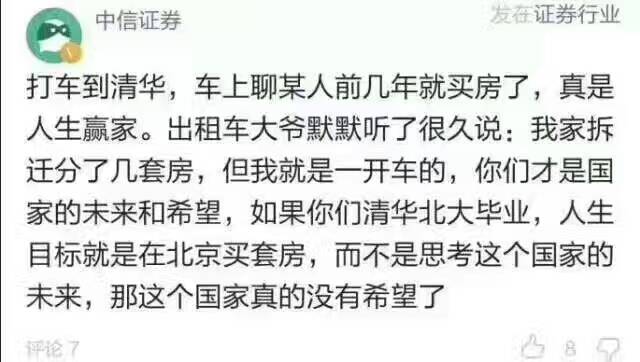 中信证券
发在证券行业
打车到清华，车上聊某人前几年就买房了，真是
人生赢家。出租车大爷默默听了很久说：我家拆
迁分了几套房，但我就是一开车的，你们才是国
家的未来和希望，如果你们清华北大毕业，人生
目标就是在北京买套房，而不是思考这个国家的
未来，那这个国家真的没有希望了
评论 7
8